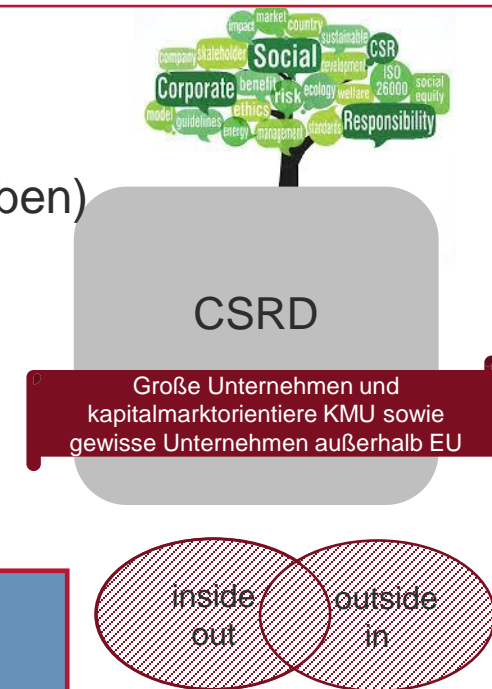 impact market country
sustainable
company skateholder Social development CSR
Corporate benefit risk ecology welfare ISO 26000 social equity
model guidelines ethics energy management standards Responsibility
ben)
CSRD
Große Unternehmen und
kapitalmarktorientiere KMU sowie
gewisse Unternehmen außerhalb EU
inside outside
out in